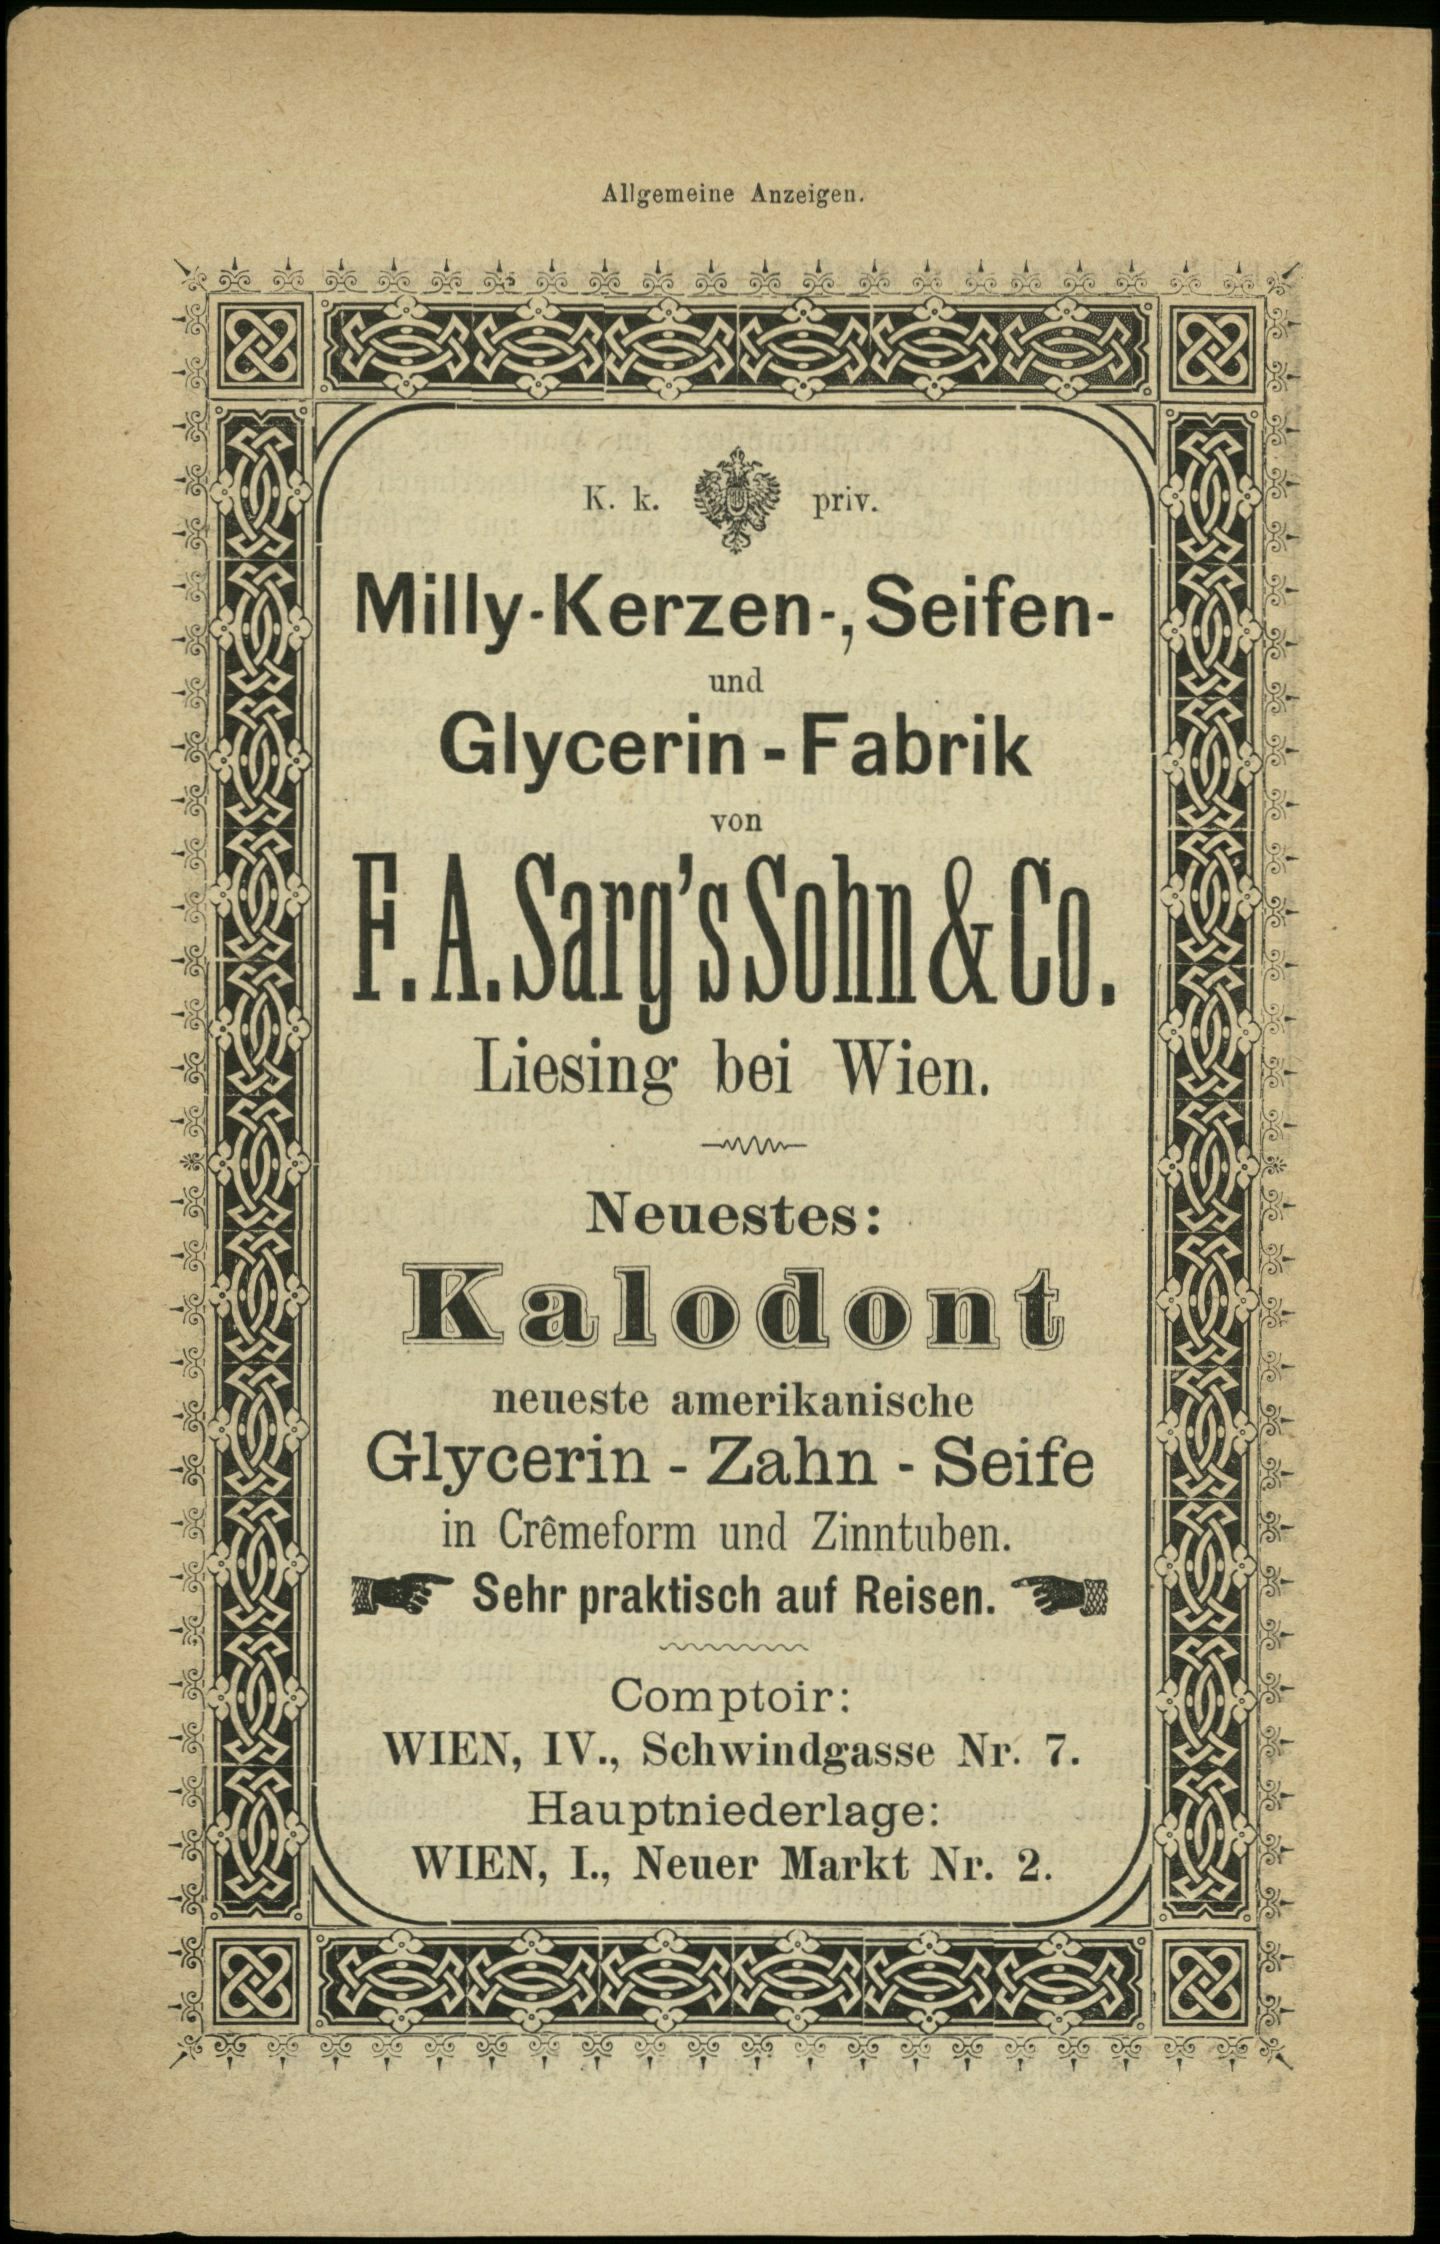 Allgemeine Anzeigen.
K. k. priv.
Milly-Kerzen-, Seifen-
und
Glycerin-Fabrik
von
F. A. Sarg's Sohn & Co.
Liesing bei Wien.
Neuestes:
Kalodont
neueste amerikanische
Glycerin-Zahn-Seife
in Crêmeform und Zinntuben.
Sehr praktisch auf Reisen.
Comptoir:
WIEN, IV., Schwindgasse Nr. 7.
Hauptniederlage:
WIEN, I., Neuer Markt Nr. 2.